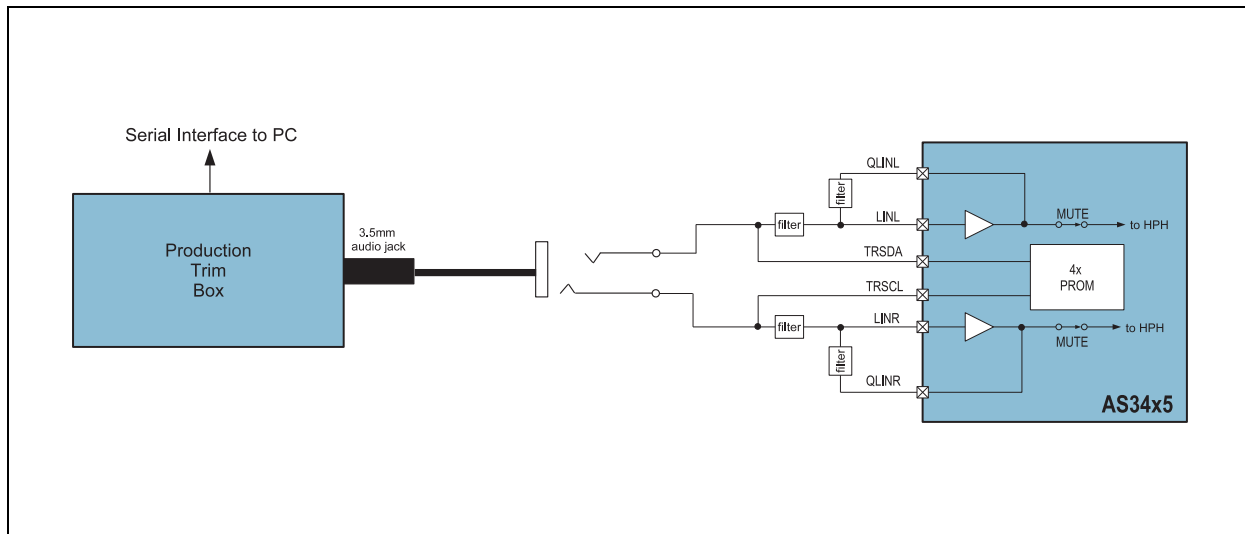 Serial Interface to PC
Production
Trim
Box
3.5mm
audio jack
filter
filter
QLINL
LINL
TRSDA
TRSCL
filter
LINR
filter
QLINR
MUTE
to HPH
4x
PROM
to HPH
MUTE
AS34x5